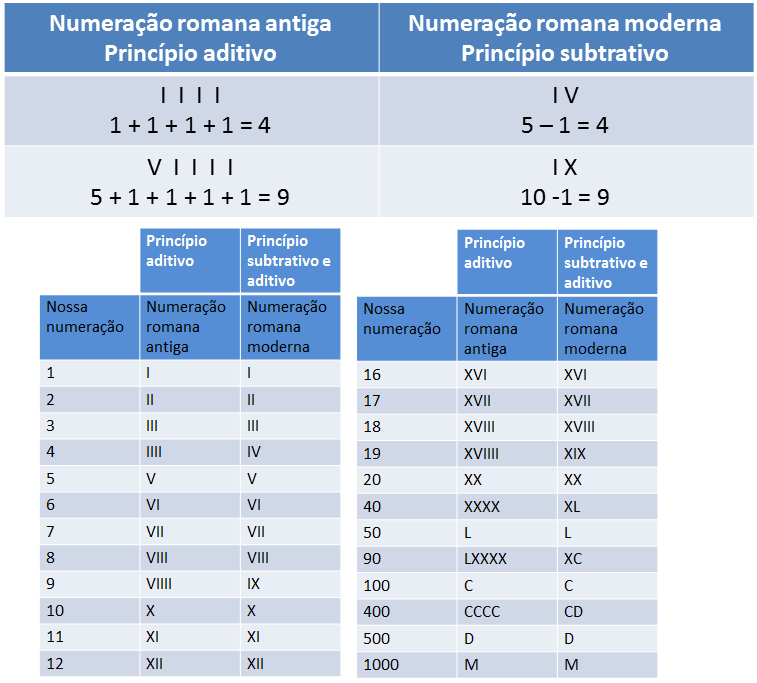 Numeração romana antiga
Princípio aditivo
Numeração romana moderna
Princípio subtrativo
I I I I
1 + 1 + 1 + 1 = 4
I V
5 – 1 = 4
V I I I I
5 + 1 + 1 + 1 + 1 = 9
I X
10 -1 = 9
Princípio
aditivo
Princípio
subtrativo e
aditivo
Nossa
numeração
Numeração
romana
antiga
Numeração
romana
moderna
1 I I
2 II II
3 III III
4 IIII IV
5 V V
6 VI VI
7 VII VII
8 VIII VIII
9 VIIII IX
10 X X
11 XI XI
12 XII XII
Princípio
aditivo
Princípio
subtrativo e
aditivo
Nossa
numeração
Numeração
romana
antiga
Numeração
romana
moderna
16 XVI XVI
17 XVII XVII
18 XVIII XVIII
19 XVIIII XIX
20 XX XX
40 XXXX XL
50 L L
90 LXXXX XC
100 C C
400 CCCC CD
500 D D
1000 M M